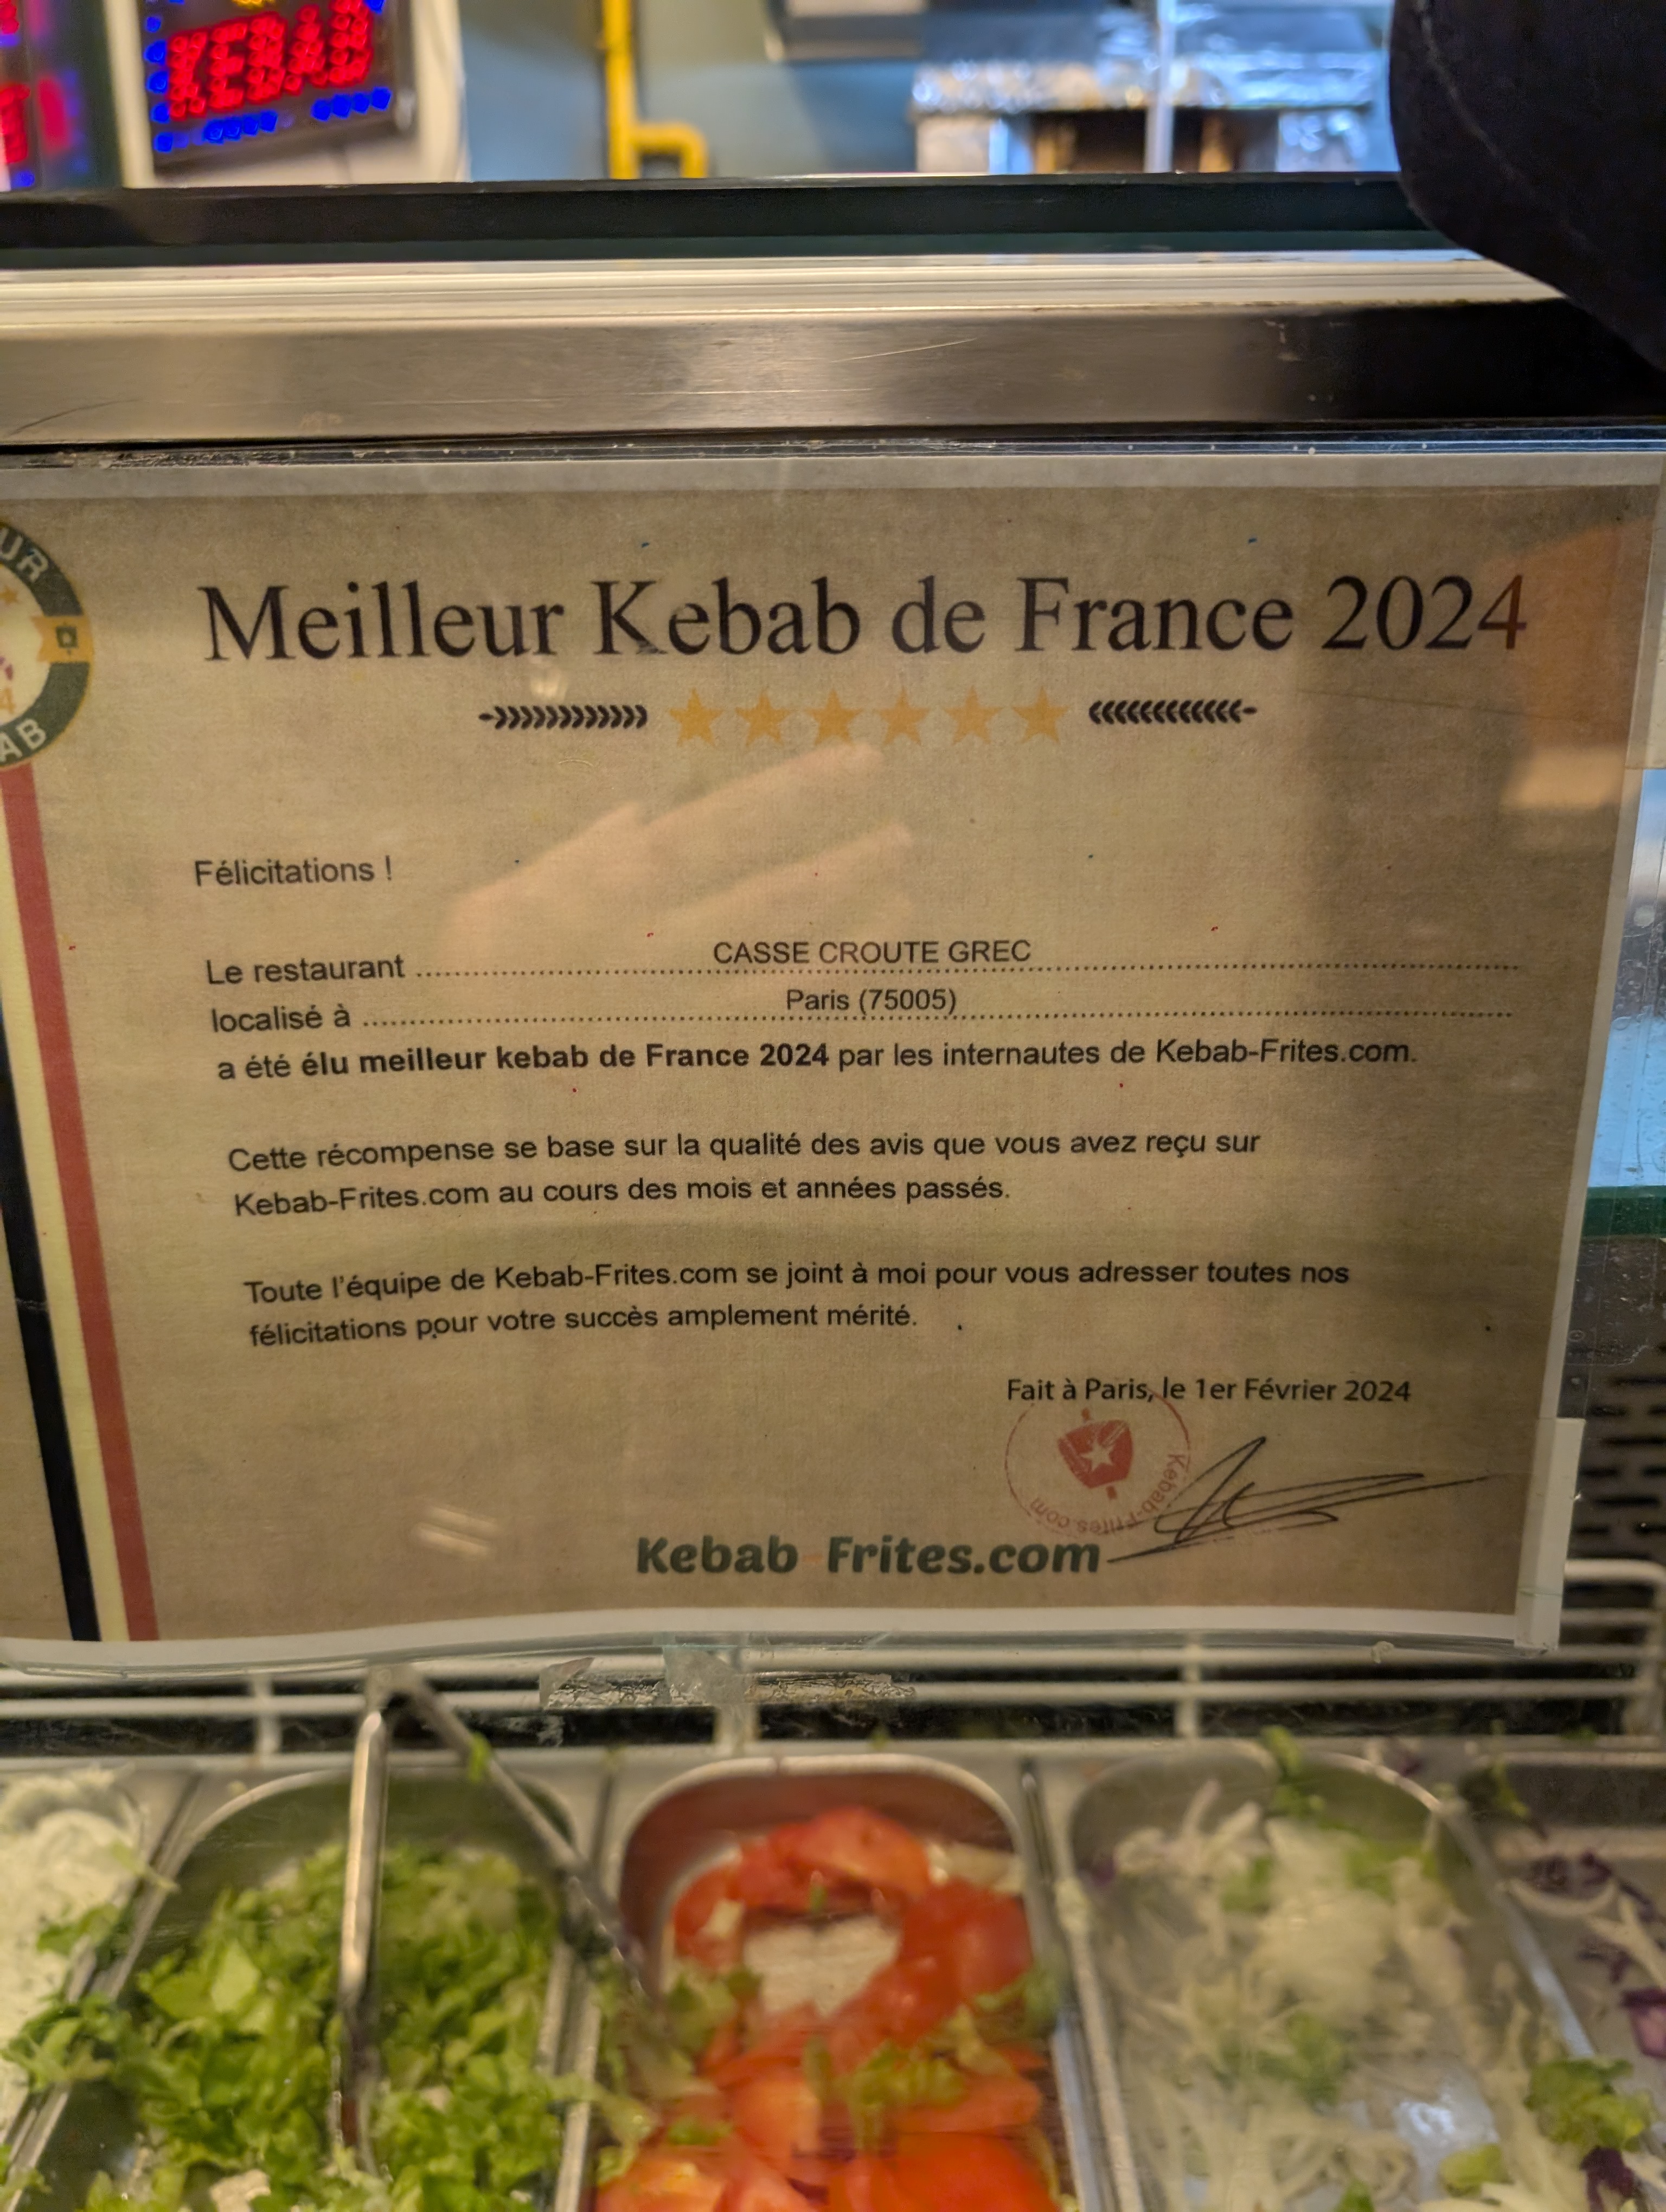 KEBAB
UR
AB
Meilleur Kebab de France 2024
Félicitations !
Le restaurant CASSE CROUTE GREC
localisé à Paris (75005)
a été élu meilleur kebab de France 2024 par les internautes de Kebab-Frites.com.
Cette récompense se base sur la qualité des avis que vous avez reçu sur
Kebab-Frites.com au cours des mois et années passés.
Toute l'équipe de Kebab-Frites.com se joint à moi pour vous adresser toutes nos
félicitations pour votre succès amplement mérité.
Fait à Paris, le 1er Février 2024
Kebab-Frites.com
Kebab Frites.com